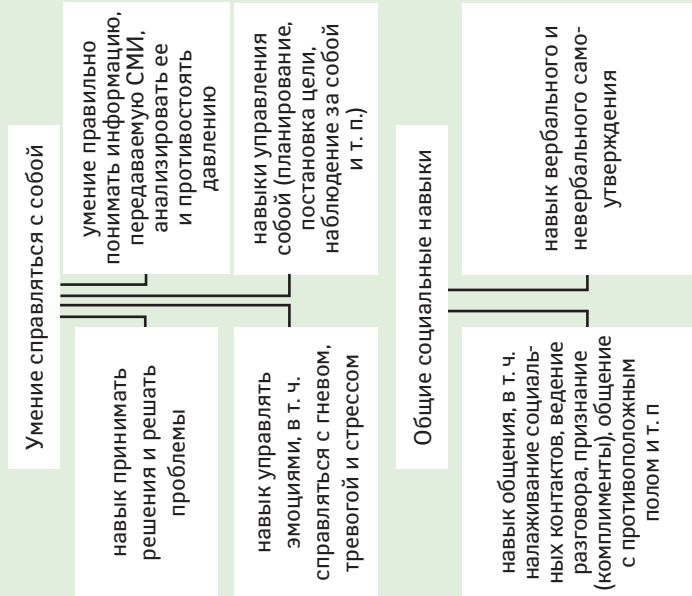 Умение справляться с собой
навык принимать
решения и решать
проблемы
умение правильно
понимать информацию,
передаваемую СМИ,
анализировать ее
и противостоять
давлению
навык управлять
эмоциями, в т. ч.
справляться с гневом,
тревогой и стрессом
навыки управления
собой (планирование,
постановка цели,
наблюдение за собой
и т. п.)
Общие социальные навыки
навык общения, в т. ч.
налаживание социаль-
ных контактов, ведение
разговора, признание
(комплименты), общение
с противоположным
полом и т. п
навык вербального и
невербального само-
утверждения